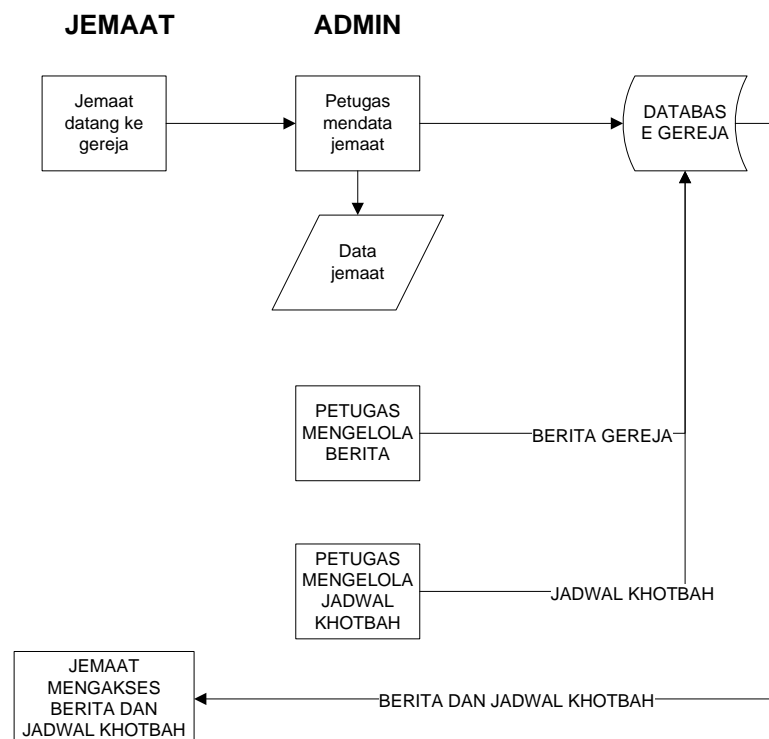 JEMAAT
ADMIN
Jemaat
datang ke
gereja
Petugas
mendata
jemaat
DATABAS
E GEREJA
Data
jemaat
PETUGAS
MENGELOLA
BERITA
BERITA GEREJA
PETUGAS
MENGELOLA
JADWAL
KHOTBAH
JADWAL KHOTBAH
JEMAAT
MENGAKSES
BERITA DAN
JADWAL KHOTBAH
BERITA DAN JADWAL KHOTBAH